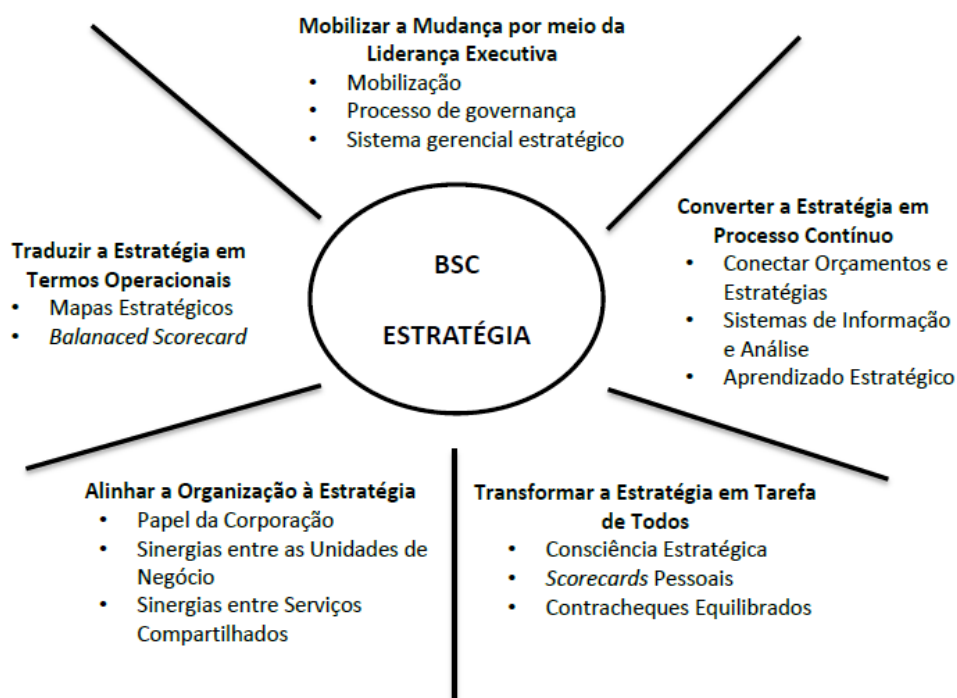 Mobilizar a Mudança por meio da
Liderança Executiva
• Mobilização
• Processo de governança
• Sistema gerencial estratégico
Traduzir a Estratégia em
Termos Operacionais
• Mapas Estratégicos
• Balanaced Scorecard
BSC
ESTRATÉGIA
Converter a Estratégia em
Processo Contínuo
• Conectar Orçamentos e
Estratégias
• Sistemas de Informação
e Análise
• Aprendizado Estratégico
Alinhar a Organização à Estratégia
• Papel da Corporação
• Sinergias entre as Unidades de
Negócio
• Sinergias entre Serviços
Compartilhados
Transformar a Estratégia em Tarefa
de Todos
• Consciência Estratégica
• Scorecards Pessoais
• Contracheques Equilibrados